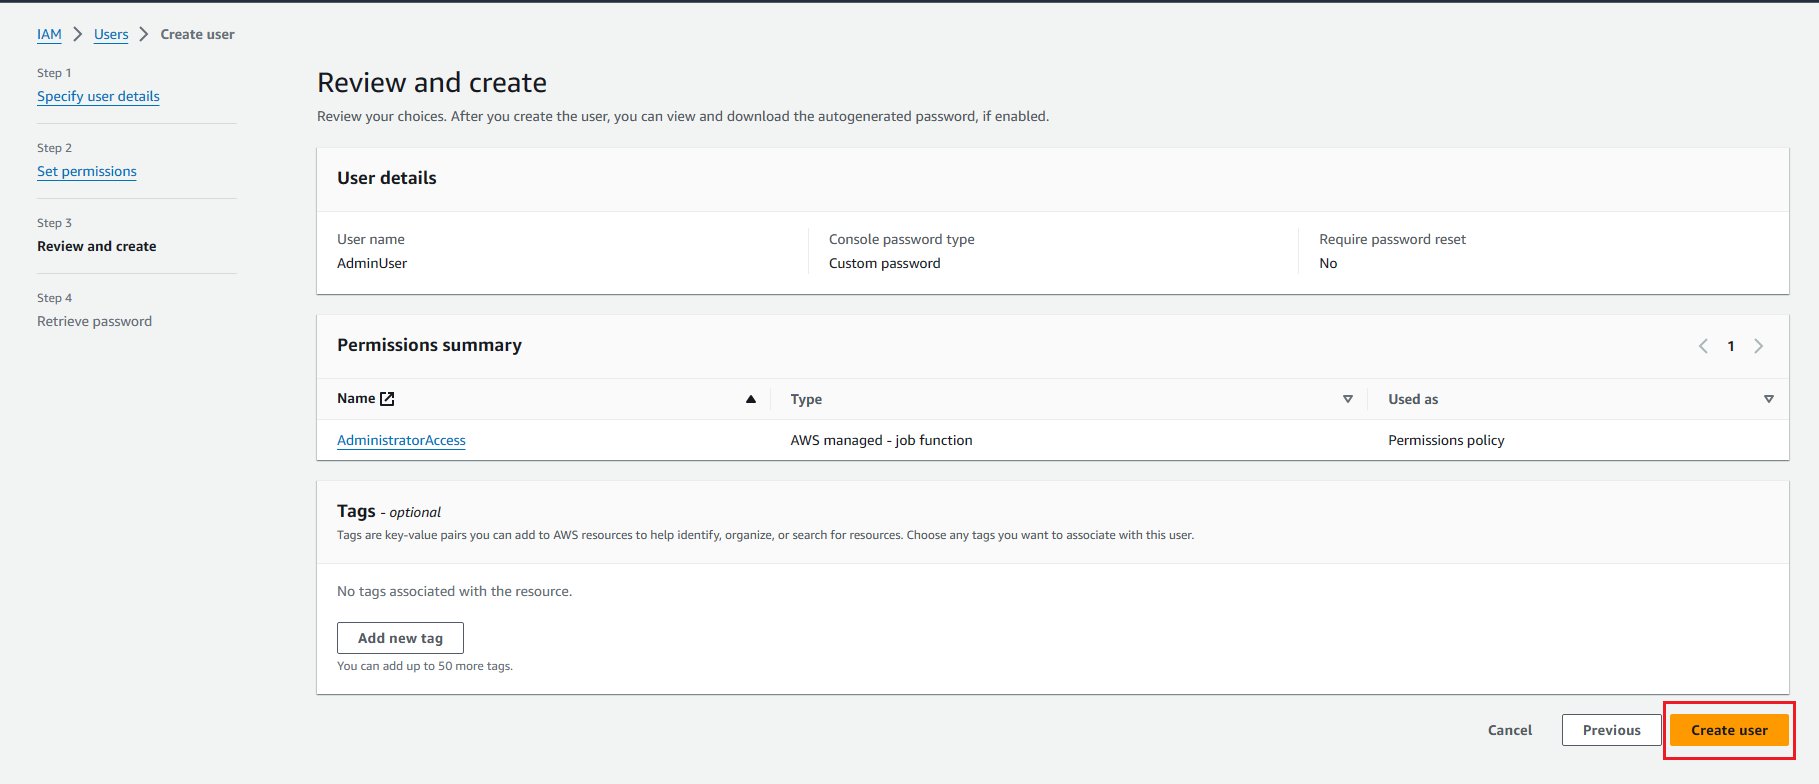 IAM > Users > Create user
Step 1
Specify user details
Step 2
Set permissions
Step 3
Review and create
Step 4
Retrieve password
Review and create
Review your choices. After you create the user, you can view and download the autogenerated password, if enabled.
User details
User name
AdminUser
Console password type
Custom password
Require password reset
No
Permissions summary
1
Name Type Used as
AdministratorAccess AWS managed - job function Permissions policy
Tags - optional
Tags are key-value pairs you can add to AWS resources to help identify, organize, or search for resources. Choose any tags you want to associate with this user.
No tags associated with the resource.
Add new tag
You can add up to 50 more tags.
Cancel Previous Create user